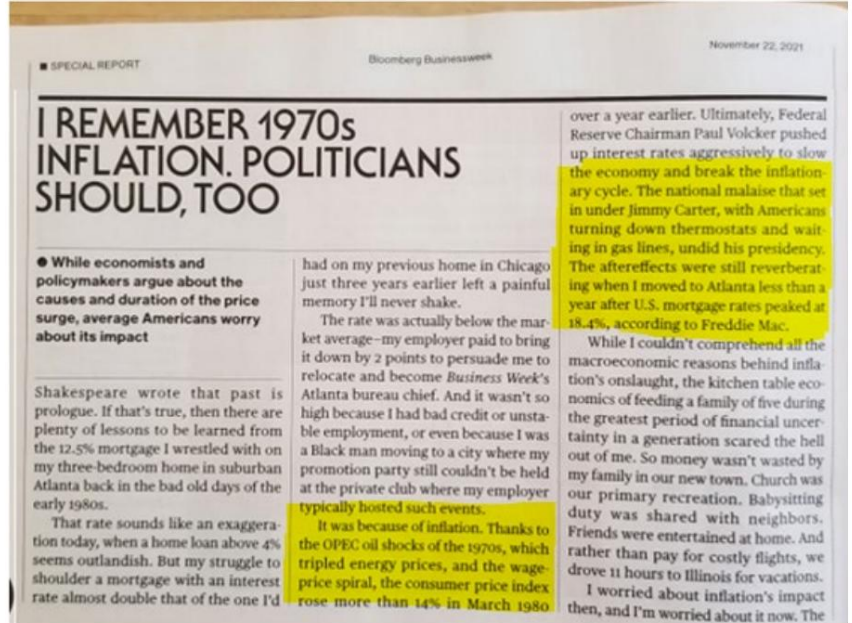 ■ SPECIAL REPORT
Bloomberg Businessweek
November 22, 2021
I REMEMBER 1970s
INFLATION. POLITICIANS
SHOULD, TOO
● While economists and
policymakers argue about the
causes and duration of the price
surge, average Americans worry
about its impact
Shakespeare wrote that past is
prologue. If that's true, then there are
plenty of lessons to be learned from
the 12.5% mortgage I wrestled with on
my three-bedroom home in suburban
Atlanta back in the bad old days of the
early 1980s.
That rate sounds like an exaggera-
tion today, when a home loan above 4%
seems outlandish. But my struggle to
shoulder a mortgage with an interest
rate almost double that of the one I'd
had on my previous home in Chicago
just three years earlier left a painful
memory I'll never shake.
The rate was actually below the mar-
ket average–my employer paid to bring
it down by 2 points to persuade me to
relocate and become Business Week's
Atlanta bureau chief. And it wasn't so
high because I had bad credit or unsta-
ble employment, or even because I was
a Black man moving to a city where my
promotion party still couldn't be held
at the private club where my employer
typically hosted such events.
It was because of inflation. Thanks to
the OPEC oil shocks of the 1970s, which
tripled energy prices, and the wage-
price spiral, the consumer price index
rose more than 14% in March 1980
over a year earlier. Ultimately, Federal
Reserve Chairman Paul Volcker pushed
up interest rates aggressively to slow
the economy and break the inflation-
ary cycle. The national malaise that set
in under Jimmy Carter, with Americans
turning down thermostats and wait-
ing in gas lines, undid his presidency.
The aftereffects were still reverberat-
ing when I moved to Atlanta less than a
year after U.S. mortgage rates peaked at
18.4%, according to Freddie Mac.
While I couldn't comprehend all the
macroeconomic reasons behind infla-
tion's onslaught, the kitchen table eco-
nomics of feeding a family of five during
the greatest period of financial uncer-
tainty in a generation scared the hell
out of me. So money wasn't wasted by
my family in our new town. Church was
our primary recreation. Babysitting
duty was shared with neighbors.
Friends were entertained at home. And
rather than pay for costly flights, we
drove 11 hours to Illinois for vacations.
I worried about inflation's impact
then, and I'm worried about it now. The